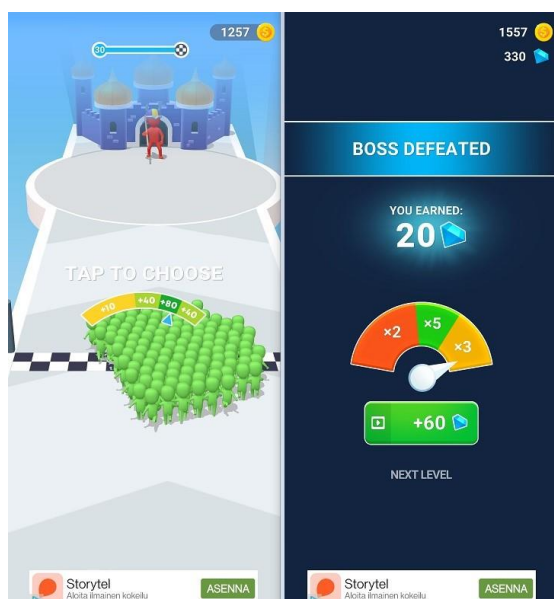 1257
30
TAP TO CHOOSE
+10
+40
+80
+40
Storytel
Aloita ilmainen kokeilu
ASENNA
1557
330
BOSS DEFEATED
YOU EARNED:
20
×2
×5
×3
+60
NEXT LEVEL
Storytel
Aloita ilmainen kokeilu
ASENNA